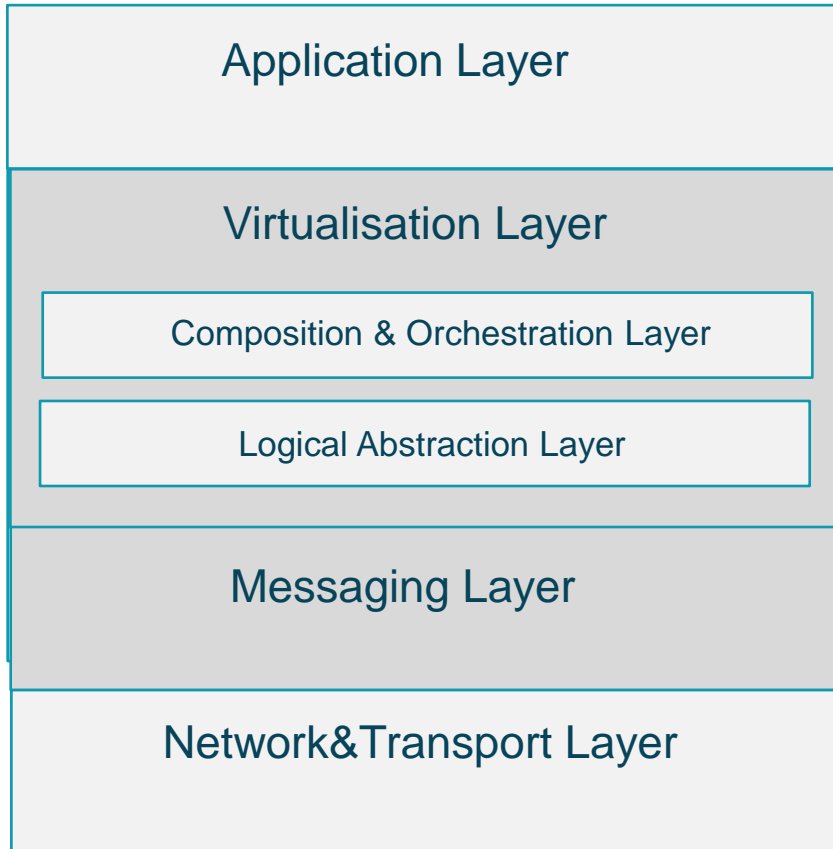 Application Layer
Virtualisation Layer
Composition & Orchestration Layer
Logical Abstraction Layer
Messaging Layer
Network&Transport Layer